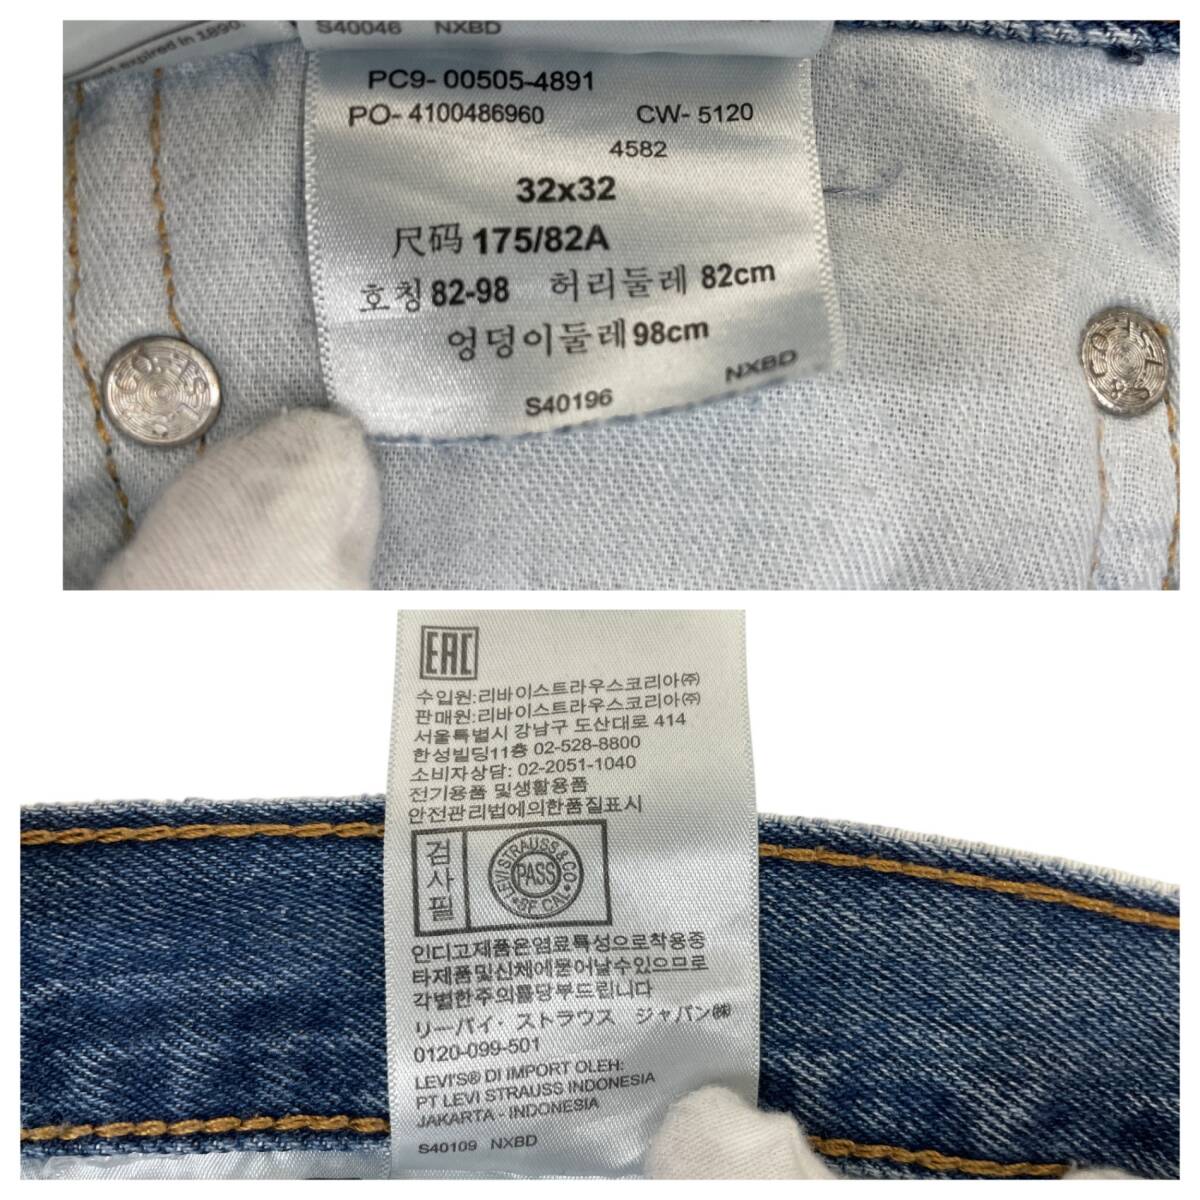 expired in 1890.
S40046 NXBD
PC9- 00505-4891
PO- 4100486960 CW- 5120
4582
32x32
尺码 175/82A
호칭 82-98 허리둘레 82cm
엉덩이둘레 98cm
S40196 NXBD
EAC
수입원:리바이스트라우스코리아㈜
판매원:리바이스트라우스코리아㈜
서울특별시 강남구 도산대로 414
한성빌딩11층 02-528-8800
소비자상담: 02-2051-1040
전기용품 및생활용품
안전관리법에의한품질표시
검사필
LEVI STRAUSS & CO
PASS
SF CAL
인디고제품은염료특성으로착용중
타제품및신체에묻어날수있으므로
각별한주의를당부드립니다
リーバイ・ストラウス ジャパン㈱
0120-099-501
LEVI'S® DI IMPORT OLEH:
PT LEVI STRAUSS INDONESIA
JAKARTA - INDONESIA
S40109 NXBD